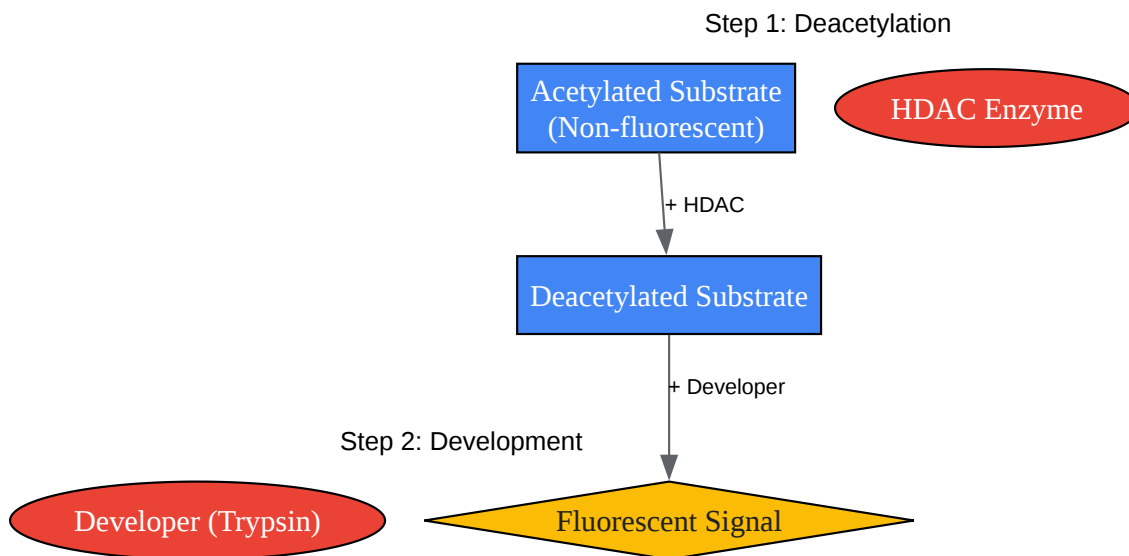 Step 1: Deacetylation
Acetylated Substrate
(Non-fluorescent)
HDAC Enzyme
+ HDAC
Deacetylated Substrate
+ Developer
Step 2: Development
Developer (Trypsin)
Fluorescent Signal